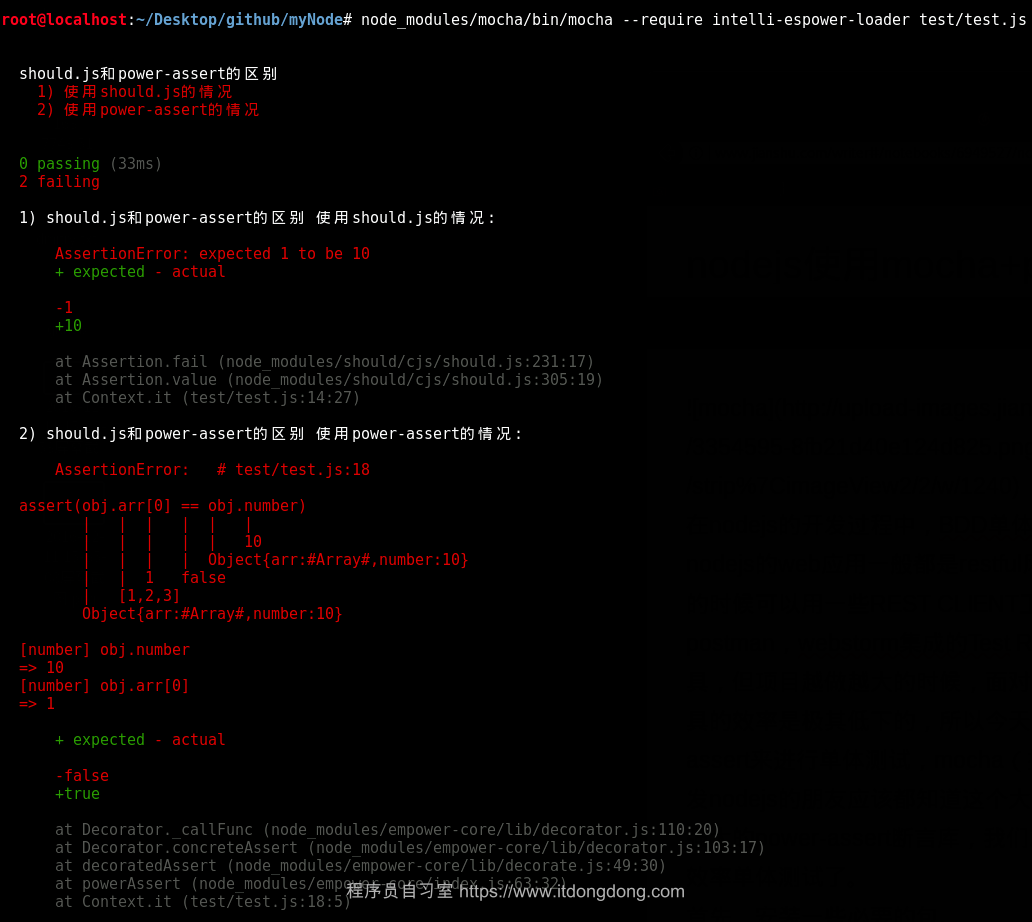 root@localhost:~/Desktop/github/myNode# node_modules/mocha/bin/mocha --require intelli-espower-loader test/test.js
should.js和power-assert的区别
1) 使用should.js的情况
2) 使用power-assert的情况
0 passing (33ms)
2 failing
1) should.js和power-assert的区别 使用should.js的情况:
AssertionError: expected 1 to be 10
+ expected - actual
-1
+10
at Assertion.fail (node_modules/should/cjs/should.js:231:17)
at Assertion.value (node_modules/should/cjs/should.js:305:19)
at Context.it (test/test.js:14:27)
2) should.js和power-assert的区别 使用power-assert的情况:
AssertionError:   # test/test.js:18
assert(obj.arr[0] == obj.number)
       |   |  |   |  |   |
       |   |  |   |  |   10
       |   |  |   |  Object{arr:#Array#,number:10}
       |   |  1   false
       |   [1,2,3]
       Object{arr:#Array#,number:10}
[number] obj.number
=> 10
[number] obj.arr[0]
=> 1
+ expected - actual
-false
+true
at Decorator._callFunc (node_modules/empower-core/lib/decorator.js:110:20)
at Decorator.concreteAssert (node_modules/empower-core/lib/decorator.js:103:17)
at decoratedAssert (node_modules/empower-core/lib/decorate.js:49:30)
at powerAssert (node_modules/empower-core/index.js:63:32)
at Context.it (test/test.js:18:5)
程序员自习室 https://www.itdongdong.com